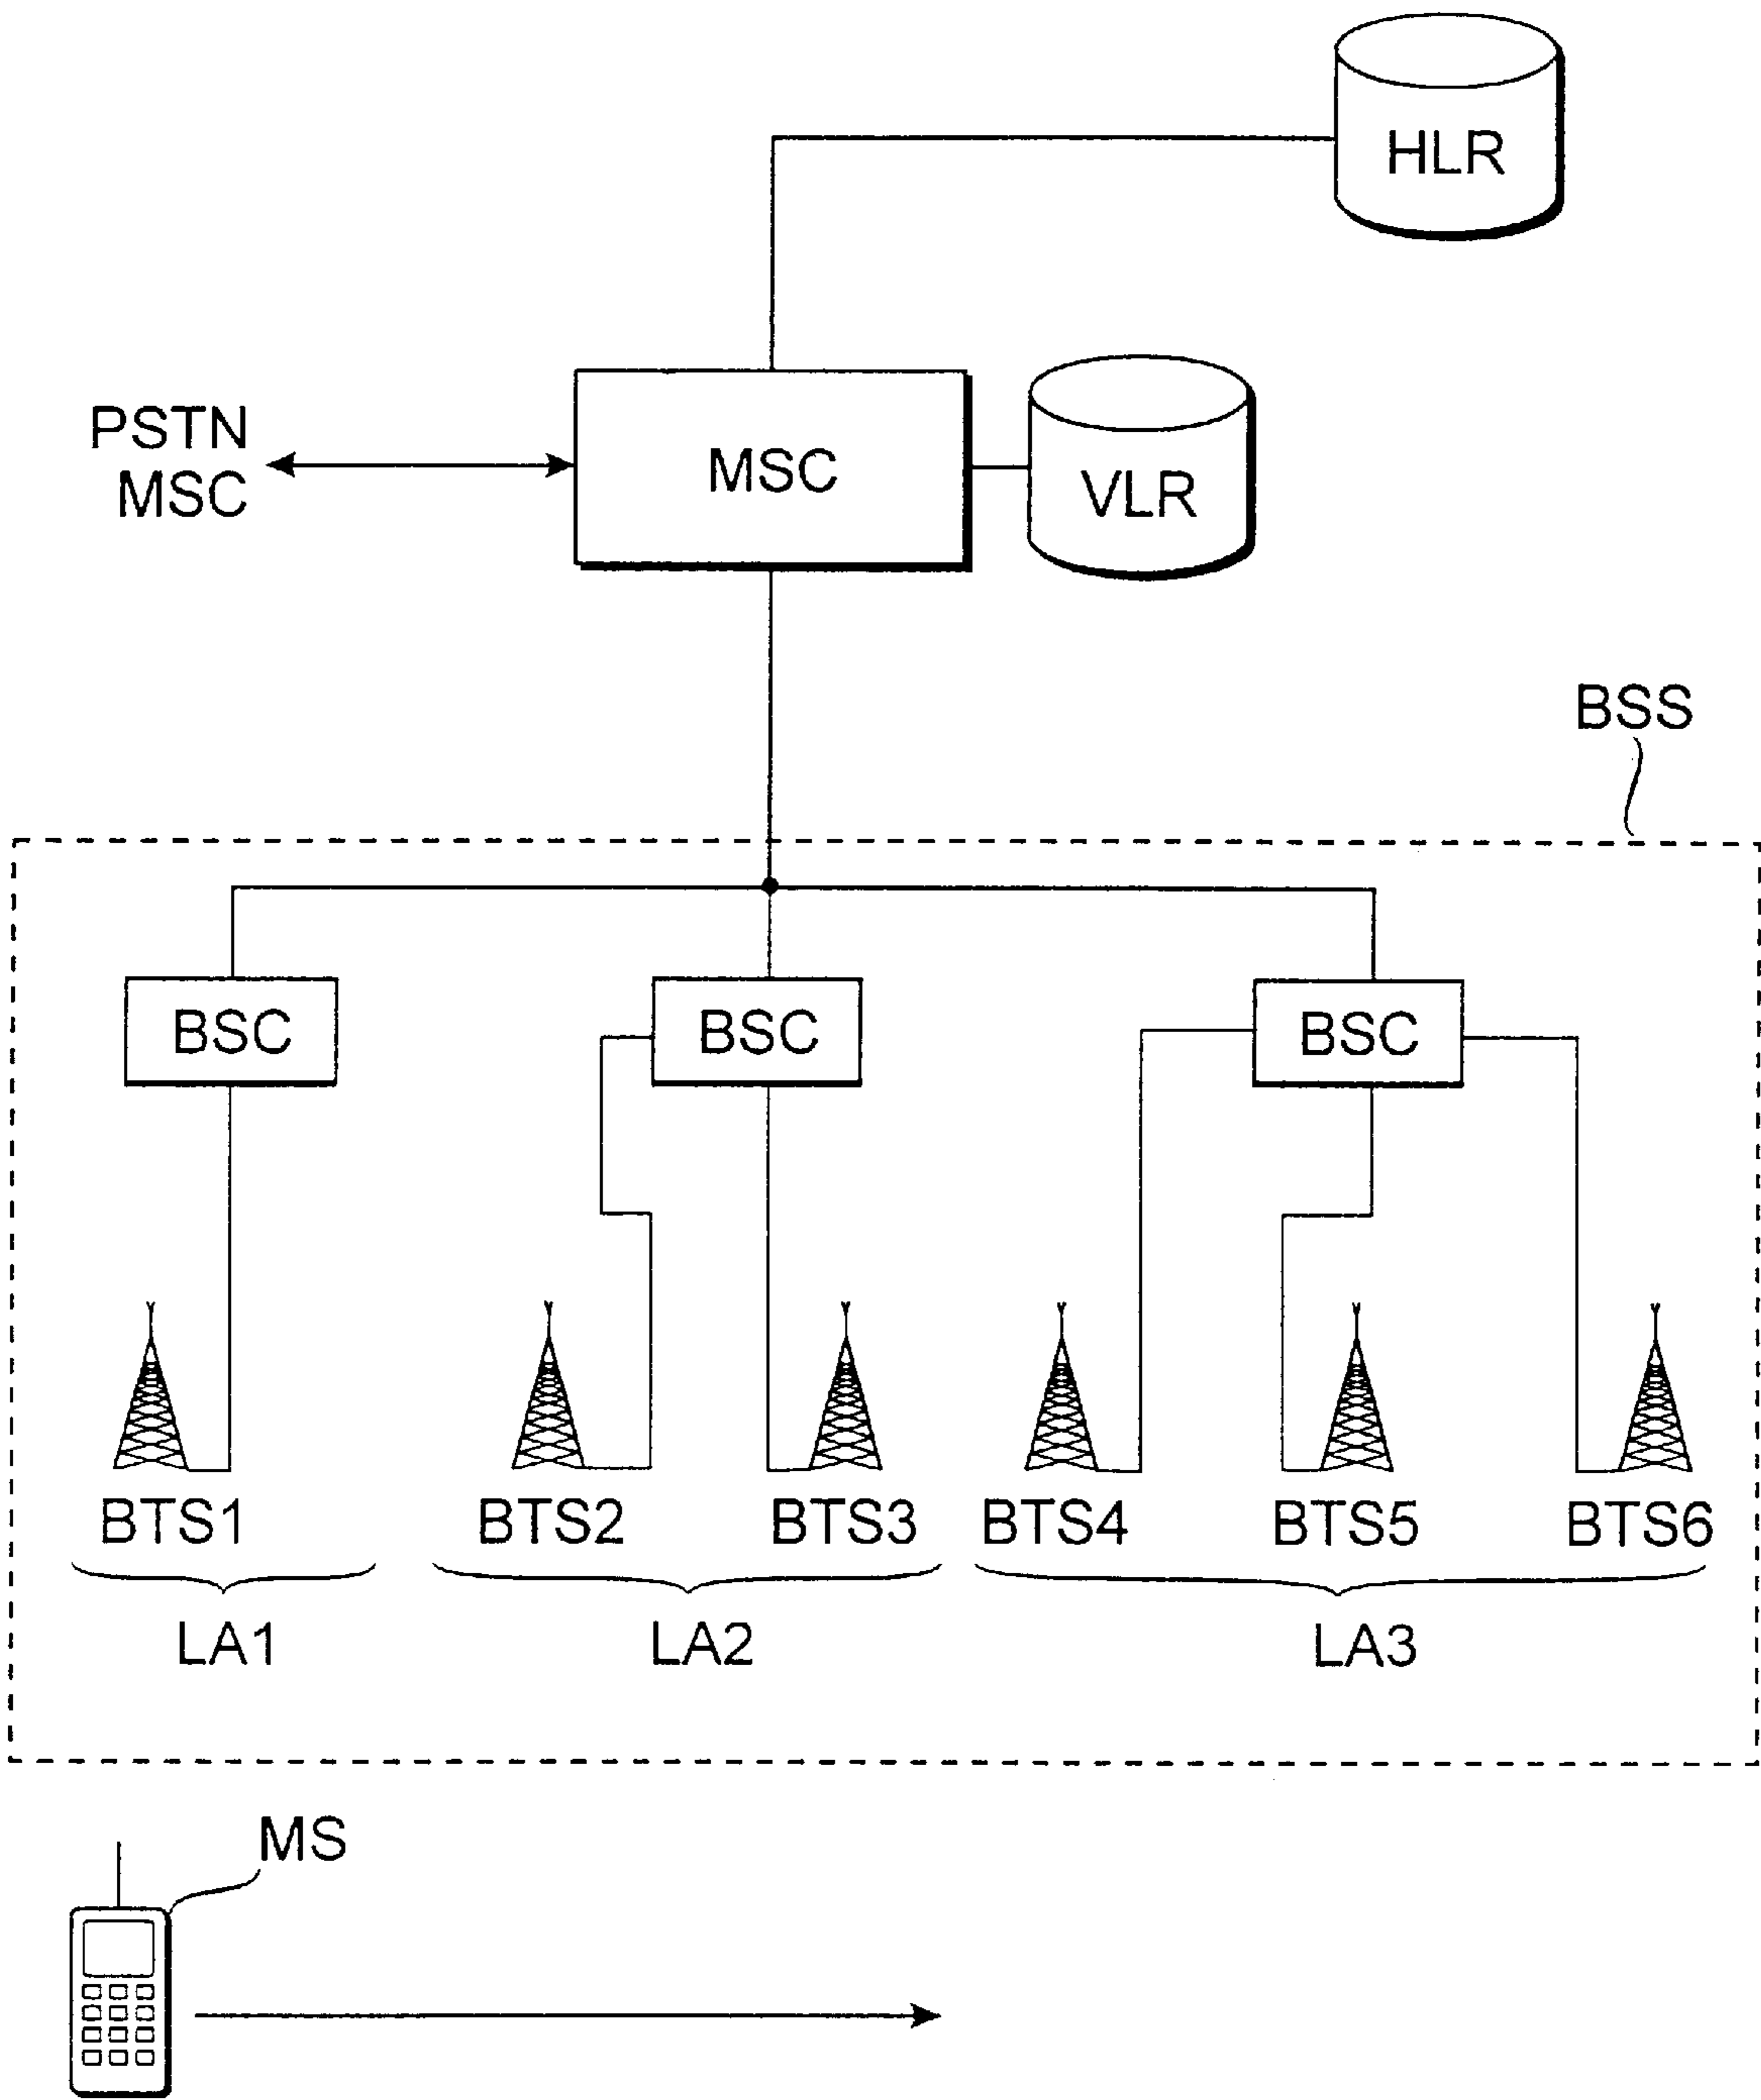 HLR
PSTN
MSC
MSC
VLR
BSS
BSC
BSC
BSC
BTS1
BTS2
BTS3
BTS4
BTS5
BTS6
LA1
LA2
LA3
MS